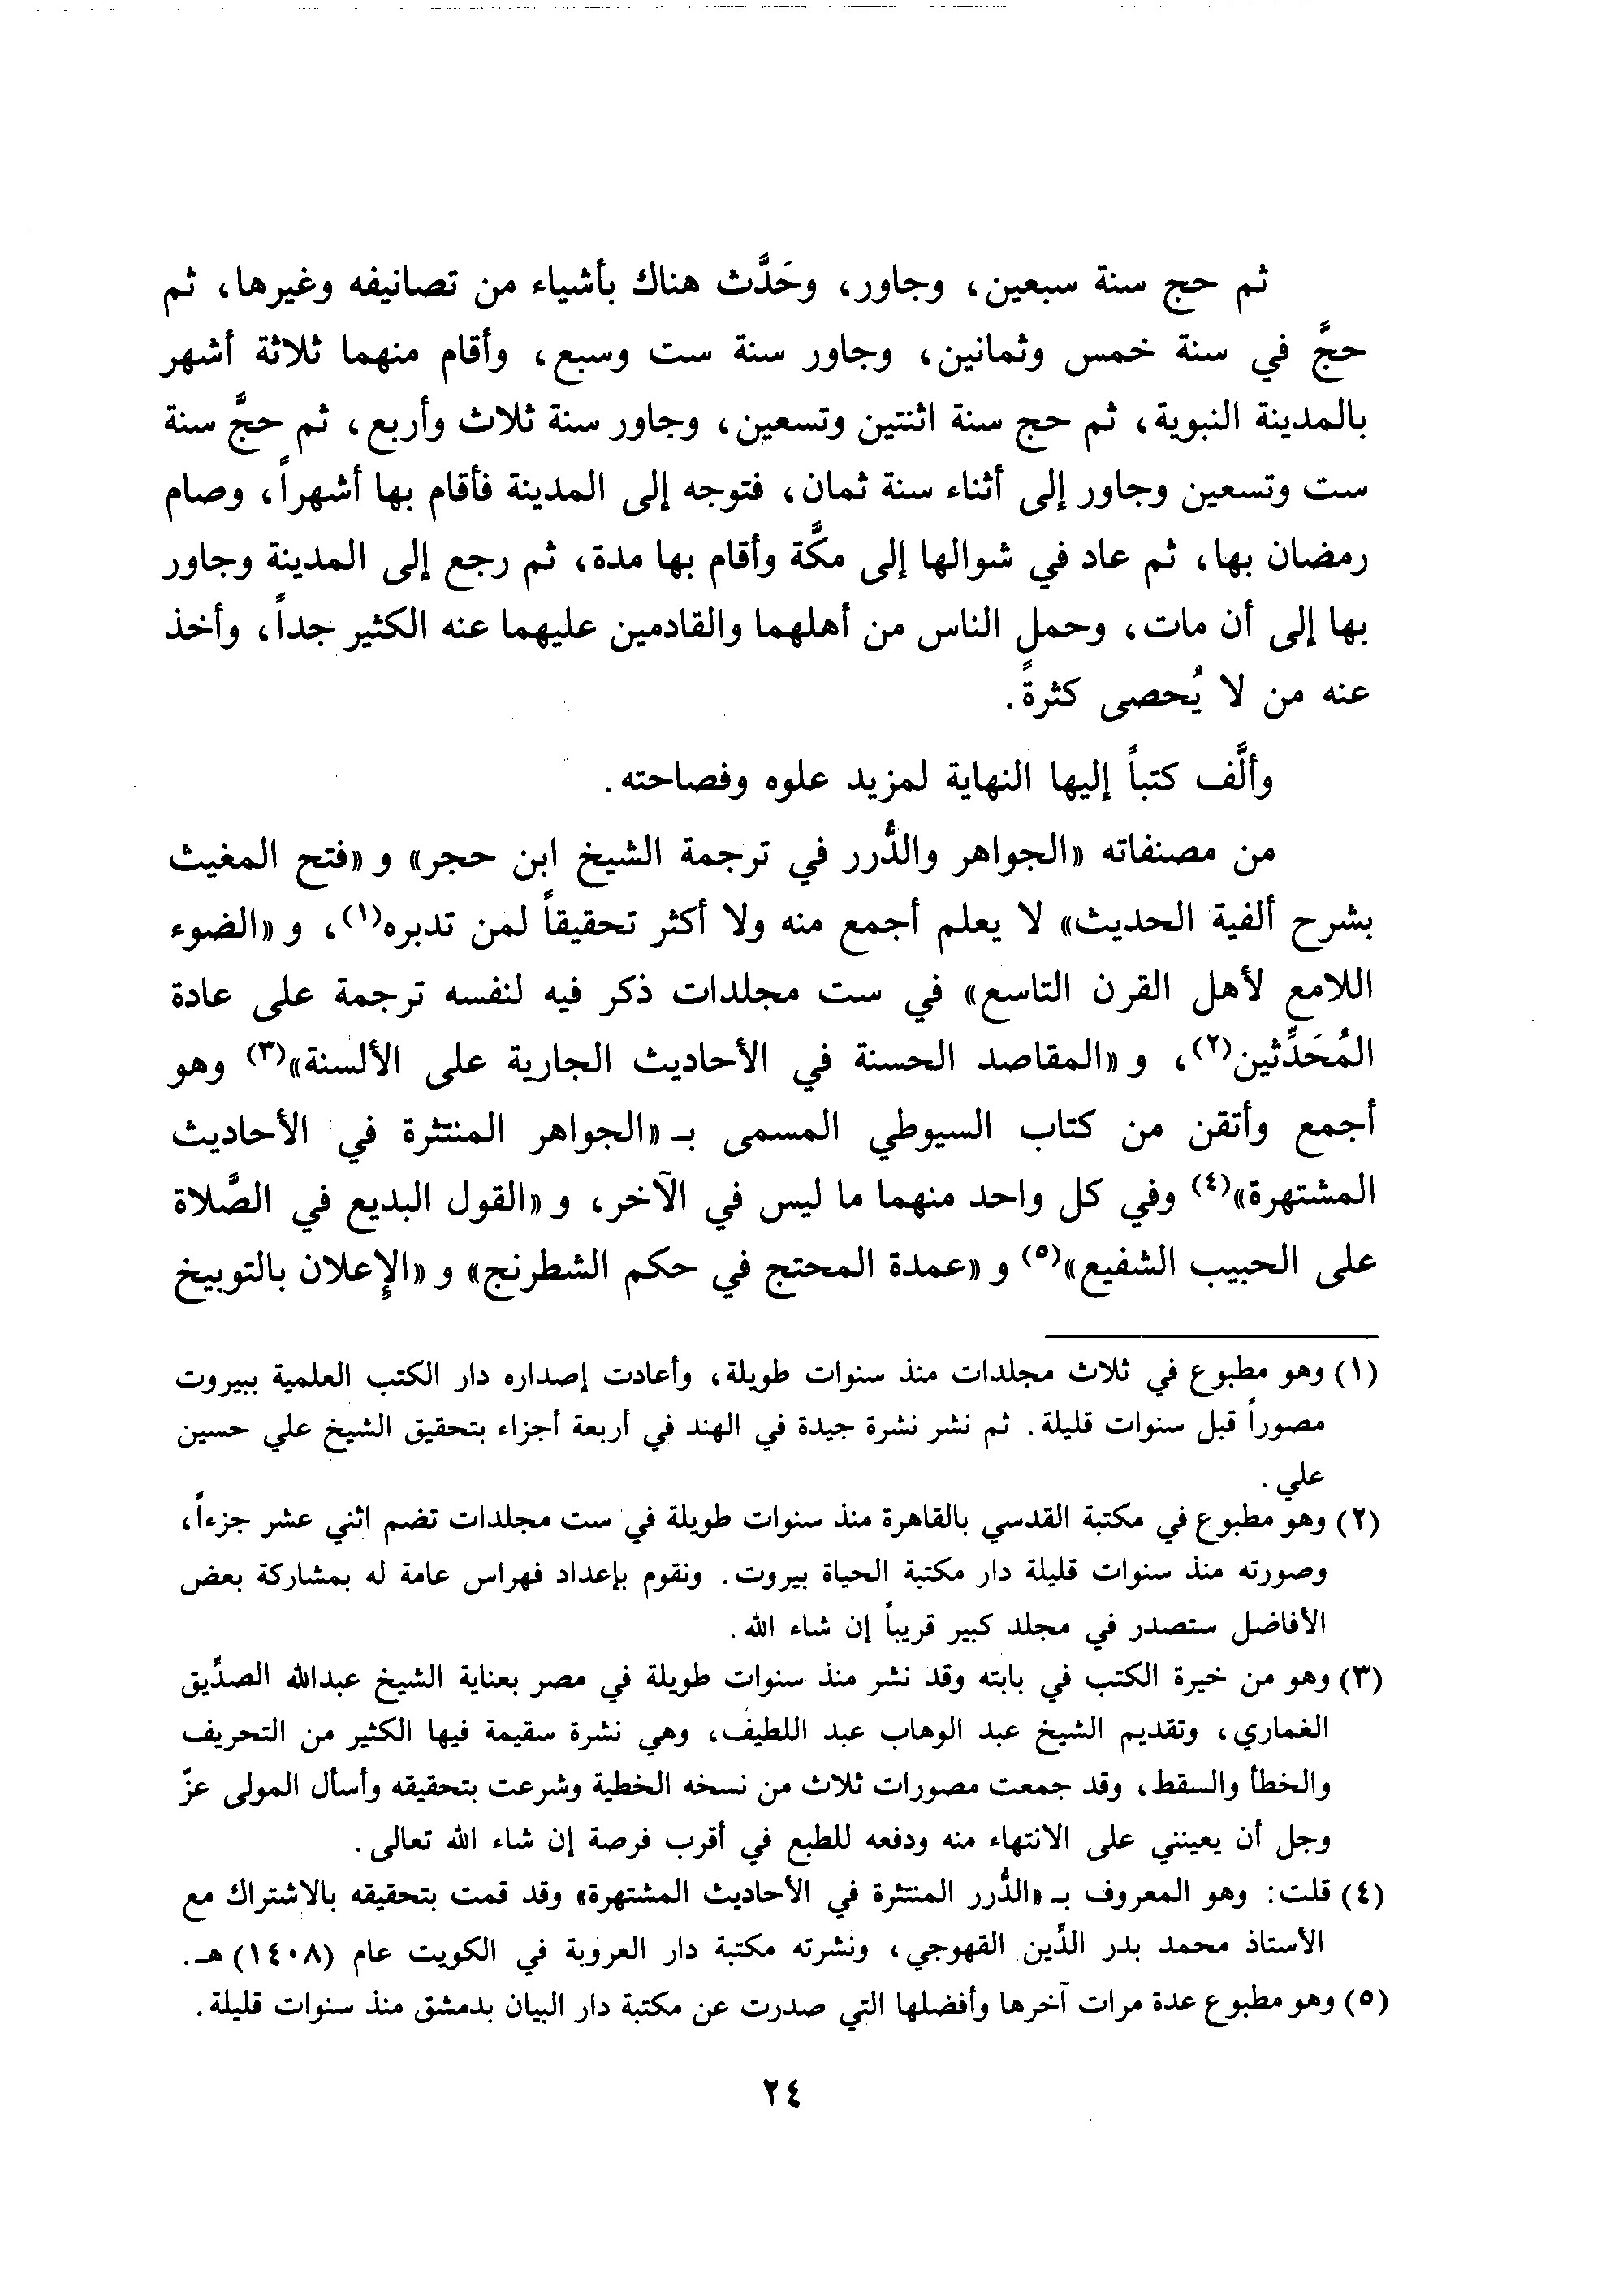 ثم حج سنة سبعين، وجاور، وحَدَّث هناك بأشياء من تصانيفه وغيرها، ثم
حجَّ في سنة خمس وثمانين، وجاور سنة ست وسبع، وأقام منهما ثلاثة أشهر
بالمدينة النبوية، ثم حج سنة اثنتين وتسعين، وجاور سنة ثلاث وأربع، ثم حجَّ سنة
ست وتسعين وجاور إلى أثناء سنة ثمان، فتوجه إلى المدينة فأقام بها أشهراً، وصام
رمضان بها، ثم عاد في شوالها إلى مكَّة وأقام بها مدة، ثم رجع إلى المدينة وجاور
بها إلى أن مات، وحمل الناس من أهلهما والقادمين عليهما عنه الكثير جداً، وأخذ
عنه من لا يُحصى كثرةً.
وألَّف كتباً إليها النهاية لمزيد علوه وفصاحته.
من مصنفاته «الجواهر والدُّرر في ترجمة الشيخ ابن حجر» و «فتح المغيث
بشرح ألفية الحديث» لا يعلم أجمع منه ولا أكثر تحقيقاً لمن تدبره(١)، و «الضوء
اللامع لأهل القرن التاسع» في ست مجلدات ذكر فيه لنفسه ترجمة على عادة
المُحَدِّثين(٢)، و «المقاصد الحسنة في الأحاديث الجارية على الألسنة»(٣) وهو
أجمع وأتقن من كتاب السيوطي المسمى بـ «الجواهر المنتثرة في الأحاديث
المشتهرة»(٤) وفي كل واحد منهما ما ليس في الآخر، و «القول البديع في الصَّلاة
على الحبيب الشفيع»(٥) و «عمدة المحتج في حكم الشطرنج» و «الإعلان بالتوبيخ
(١) وهو مطبوع في ثلاث مجلدات منذ سنوات طويلة، وأعادت إصداره دار الكتب العلمية ببيروت
مصوراً قبل سنوات قليلة. ثم نشر نشرة جيدة في الهند في أربعة أجزاء بتحقيق الشيخ علي حسين
علي.
(٢) وهو مطبوع في مكتبة القدسي بالقاهرة منذ سنوات طويلة في ست مجلدات تضم اثني عشر جزءاً،
وصورته منذ سنوات قليلة دار مكتبة الحياة بيروت. ونقوم بإعداد فهراس عامة له بمشاركة بعض
الأفاضل ستصدر في مجلد كبير قريباً إن شاء الله.
(٣) وهو من خيرة الكتب في بابته وقد نشر منذ سنوات طويلة في مصر بعناية الشيخ عبدالله الصدِّيق
الغماري، وتقديم الشيخ عبد الوهاب عبد اللطيف، وهي نشرة سقيمة فيها الكثير من التحريف
والخطأ والسقط، وقد جمعت مصورات ثلاث من نسخه الخطية وشرعت بتحقيقه وأسأل المولى عزّ
وجل أن يعينني على الانتهاء منه ودفعه للطبع في أقرب فرصة إن شاء الله تعالى.
(٤) قلت: وهو المعروف بـ «الدُّرر المنتثرة في الأحاديث المشتهرة» وقد قمت بتحقيقه بالاشتراك مع
الأستاذ محمد بدر الدِّين القهوجي، ونشرته مكتبة دار العروبة في الكويت عام (١٤٠٨) هـ.
(٥) وهو مطبوع عدة مرات آخرها وأفضلها التي صدرت عن مكتبة دار البيان بدمشق منذ سنوات قليلة.
٢٤